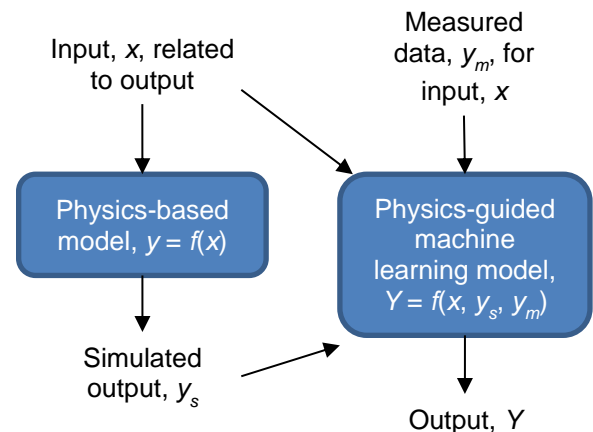 Input, x, related
to output
Measured
data, yₘ, for
input, x
Physics-based
model, y = f(x)
Physics-guided
machine
learning model,
Y = f(x, yₛ, yₘ)
Simulated
output, yₛ
Output, Y